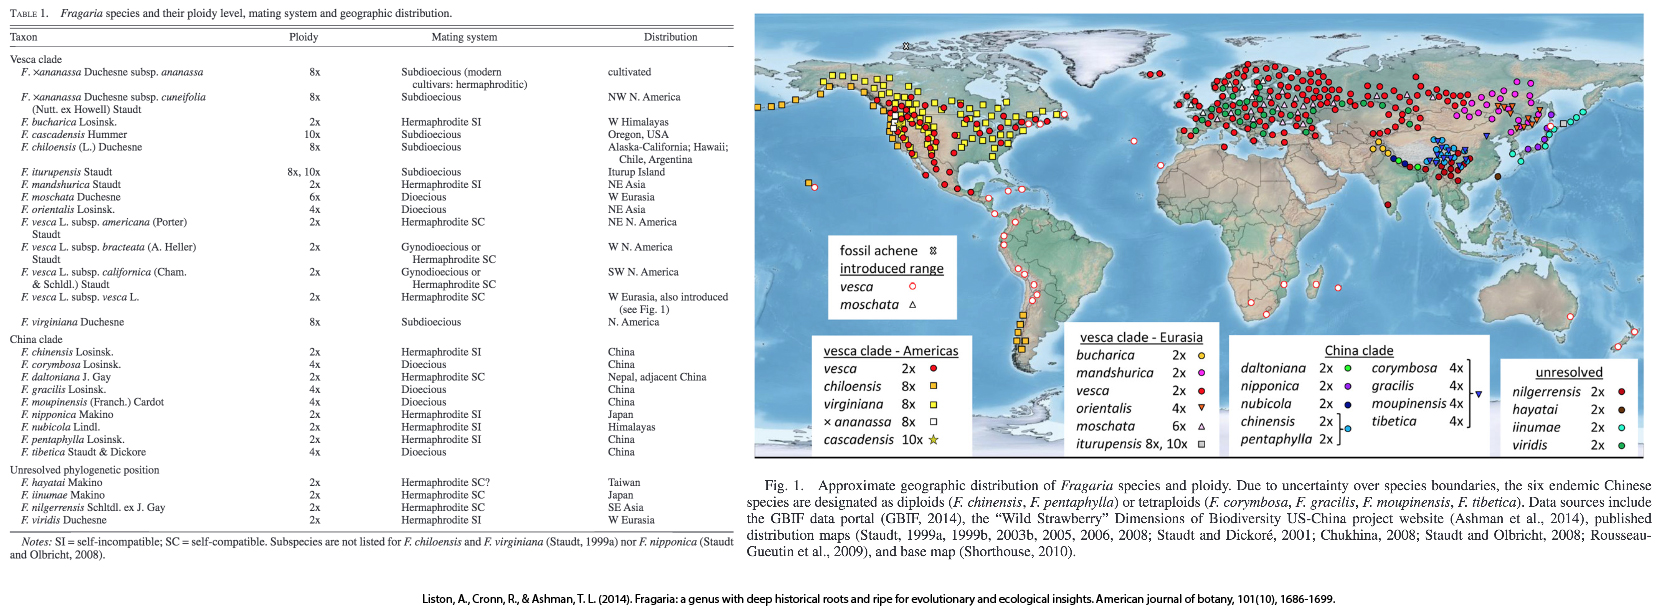 TABLE 1. Fragaria species and their ploidy level, mating system and geographic distribution.
Taxon Ploidy Mating system Distribution
Vesca clade
F. ×ananassa Duchesne subsp. ananassa 8x Subdioecious (modern cultivated
cultivars: hermaphroditic)
F. ×ananassa Duchesne subsp. cuneifolia 8x Subdioecious NW N. America
(Nutt. ex Howell) Staudt
F. bucharica Losinsk. 2x Hermaphrodite SI W Himalayas
F. cascadensis Hummer 10x Subdioecious Oregon, USA
F. chiloensis (L.) Duchesne 8x Subdioecious Alaska-California; Hawaii;
Chile, Argentina
F. iturupensis Staudt 8x, 10x Subdioecious Iturup Island
F. mandshurica Staudt 2x Hermaphrodite SI NE Asia
F. moschata Duchesne 6x Dioecious W Eurasia
F. orientalis Losinsk. 4x Dioecious NE Asia
F. vesca L. subsp. americana (Porter) 2x Hermaphrodite SC NE N. America
Staudt
F. vesca L. subsp. bracteata (A. Heller) 2x Gynodioecious or W N. America
Staudt Hermaphrodite SC
F. vesca L. subsp. californica (Cham. 2x Gynodioecious or SW N. America
& Schldl.) Staudt Hermaphrodite SC
F. vesca L. subsp. vesca L. 2x Hermaphrodite SC W Eurasia, also introduced
(see Fig. 1)
F. virginiana Duchesne 8x Subdioecious N. America
China clade
F. chinensis Losinsk. 2x Hermaphrodite SI China
F. corymbosa Losinsk. 4x Dioecious China
F. daltoniana J. Gay 2x Hermaphrodite SC Nepal, adjacent China
F. gracilis Losinsk. 4x Dioecious China
F. moupinensis (Franch.) Cardot 4x Dioecious China
F. nipponica Makino 2x Hermaphrodite SI Japan
F. nubicola Lindl. 2x Hermaphrodite SI Himalayas
F. pentaphylla Losinsk. 2x Hermaphrodite SI China
F. tibetica Staudt & Dickore 4x Dioecious China
Unresolved phylogenetic position
F. hayatai Makino 2x Hermaphrodite SC? Taiwan
F. iinumae Makino 2x Hermaphrodite SC Japan
F. nilgerrensis Schltdl. ex J. Gay 2x Hermaphrodite SC SE Asia
F. viridis Duchesne 2x Hermaphrodite SI W Eurasia
Notes: SI = self-incompatible; SC = self-compatible. Subspecies are not listed for F. chiloensis and F. virginiana (Staudt, 1999a) nor F. nipponica (Staudt
and Olbricht, 2008).
fossil achene
introduced range
vesca
moschata
vesca clade - Americas
vesca 2x
chiloensis 8x
virginiana 8x
× ananassa 8x
cascadensis 10x
vesca clade - Eurasia
bucharica 2x
mandshurica 2x
vesca 2x
orientalis 4x
moschata 6x
iturupensis 8x, 10x
China clade
daltoniana 2x corymbosa 4x
nipponica 2x gracilis 4x
nubicola 2x moupinensis 4x
chinensis 2x tibetica 4x
pentaphylla 2x
unresolved
nilgerrensis 2x
hayatai 2x
iinumae 2x
viridis 2x
Fig. 1. Approximate geographic distribution of Fragaria species and ploidy. Due to uncertainty over species boundaries, the six endemic Chinese
species are designated as diploids (F. chinensis, F. pentaphylla) or tetraploids (F. corymbosa, F. gracilis, F. moupinensis, F. tibetica). Data sources include
the GBIF data portal (GBIF, 2014), the “Wild Strawberry” Dimensions of Biodiversity US-China project website (Ashman et al., 2014), published
distribution maps (Staudt, 1999a, 1999b, 2003b, 2005, 2006, 2008; Staudt and Dickoré, 2001; Chukhina, 2008; Staudt and Olbricht, 2008; Rousseau-
Gueutin et al., 2009), and base map (Shorthouse, 2010).
Liston, A., Cronn, R., & Ashman, T. L. (2014). Fragaria: a genus with deep historical roots and ripe for evolutionary and ecological insights. American journal of botany, 101(10), 1686-1699.